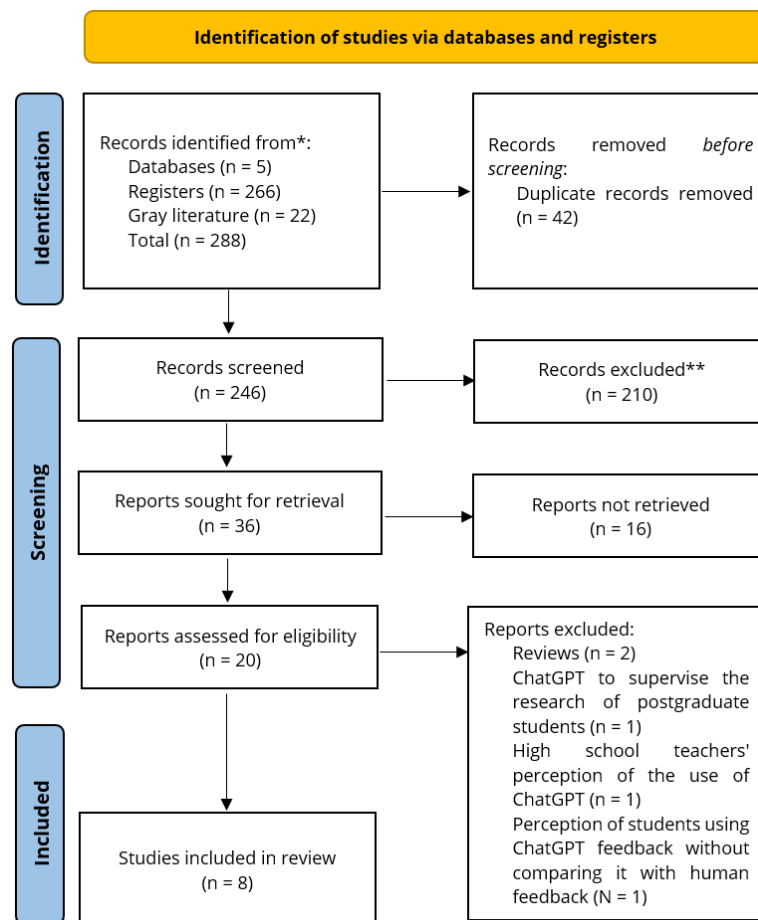 Identification of studies via databases and registers
Identification
Records identified from*:
Databases (n = 5)
Registers (n = 266)
Gray literature (n = 22)
Total (n = 288)
Records removed before
screening:
Duplicate records removed
(n = 42)
Screening
Records screened
(n = 246)
Records excluded**
(n = 210)
Reports sought for retrieval
(n = 36)
Reports not retrieved
(n = 16)
Reports assessed for eligibility
(n = 20)
Reports excluded:
Reviews (n = 2)
ChatGPT to supervise the
research of postgraduate
students (n = 1)
High school teachers'
perception of the use of
ChatGPT (n = 1)
Perception of students using
ChatGPT feedback without
comparing it with human
feedback (N = 1)
Included
Studies included in review
(n = 8)